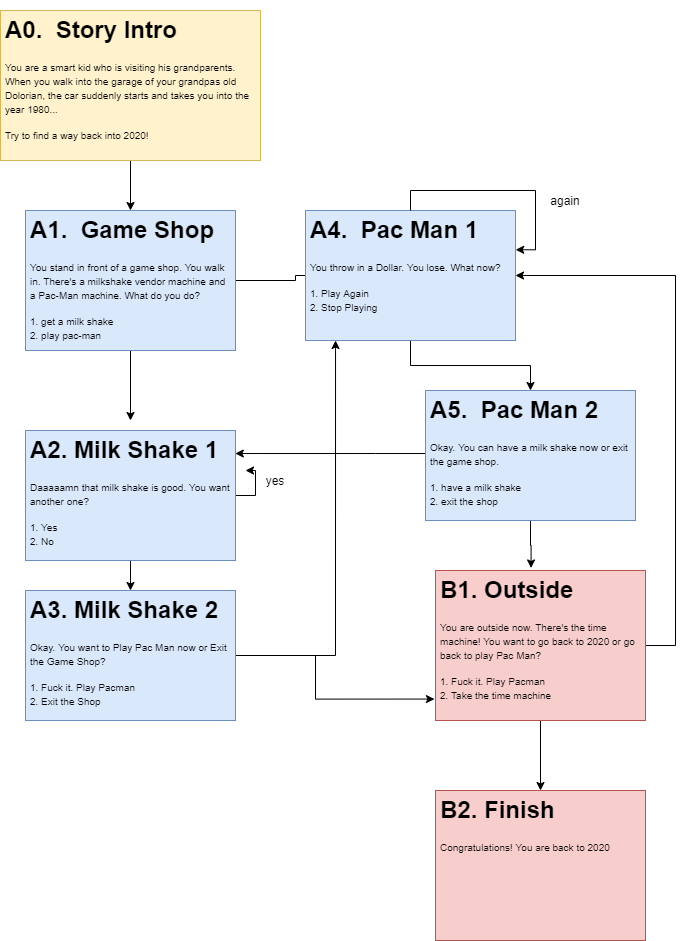 A0.  Story Intro
You are a smart kid who is visiting his grandparents.
When you walk into the garage of your grandpas old
Dolorian, the car suddenly starts and takes you into the
year 1980...
Try to find a way back into 2020!
A1.  Game Shop
You stand in front of a game shop. You walk
in. There's a milkshake vendor machine and
a Pac-Man machine. What do you do?
1. get a milk shake
2. play pac-man
A4.  Pac Man 1
You throw in a Dollar. You lose. What now?
1. Play Again
2. Stop Playing
again
A2. Milk Shake 1
Daaaaamn that milk shake is good. You want
another one?
1. Yes
2. No
yes
A5.  Pac Man 2
Okay. You can have a milk shake now or exit
the game shop.
1. have a milk shake
2. exit the shop
A3. Milk Shake 2
Okay. You want to Play Pac Man now or Exit
the Game Shop?
1. Fuck it. Play Pacman
2. Exit the Shop
B1. Outside
You are outside now. There's the time
machine! You want to go back to 2020 or go
back to play Pac Man?
1. Fuck it. Play Pacman
2. Take the time machine
B2. Finish
Congratulations! You are back to 2020